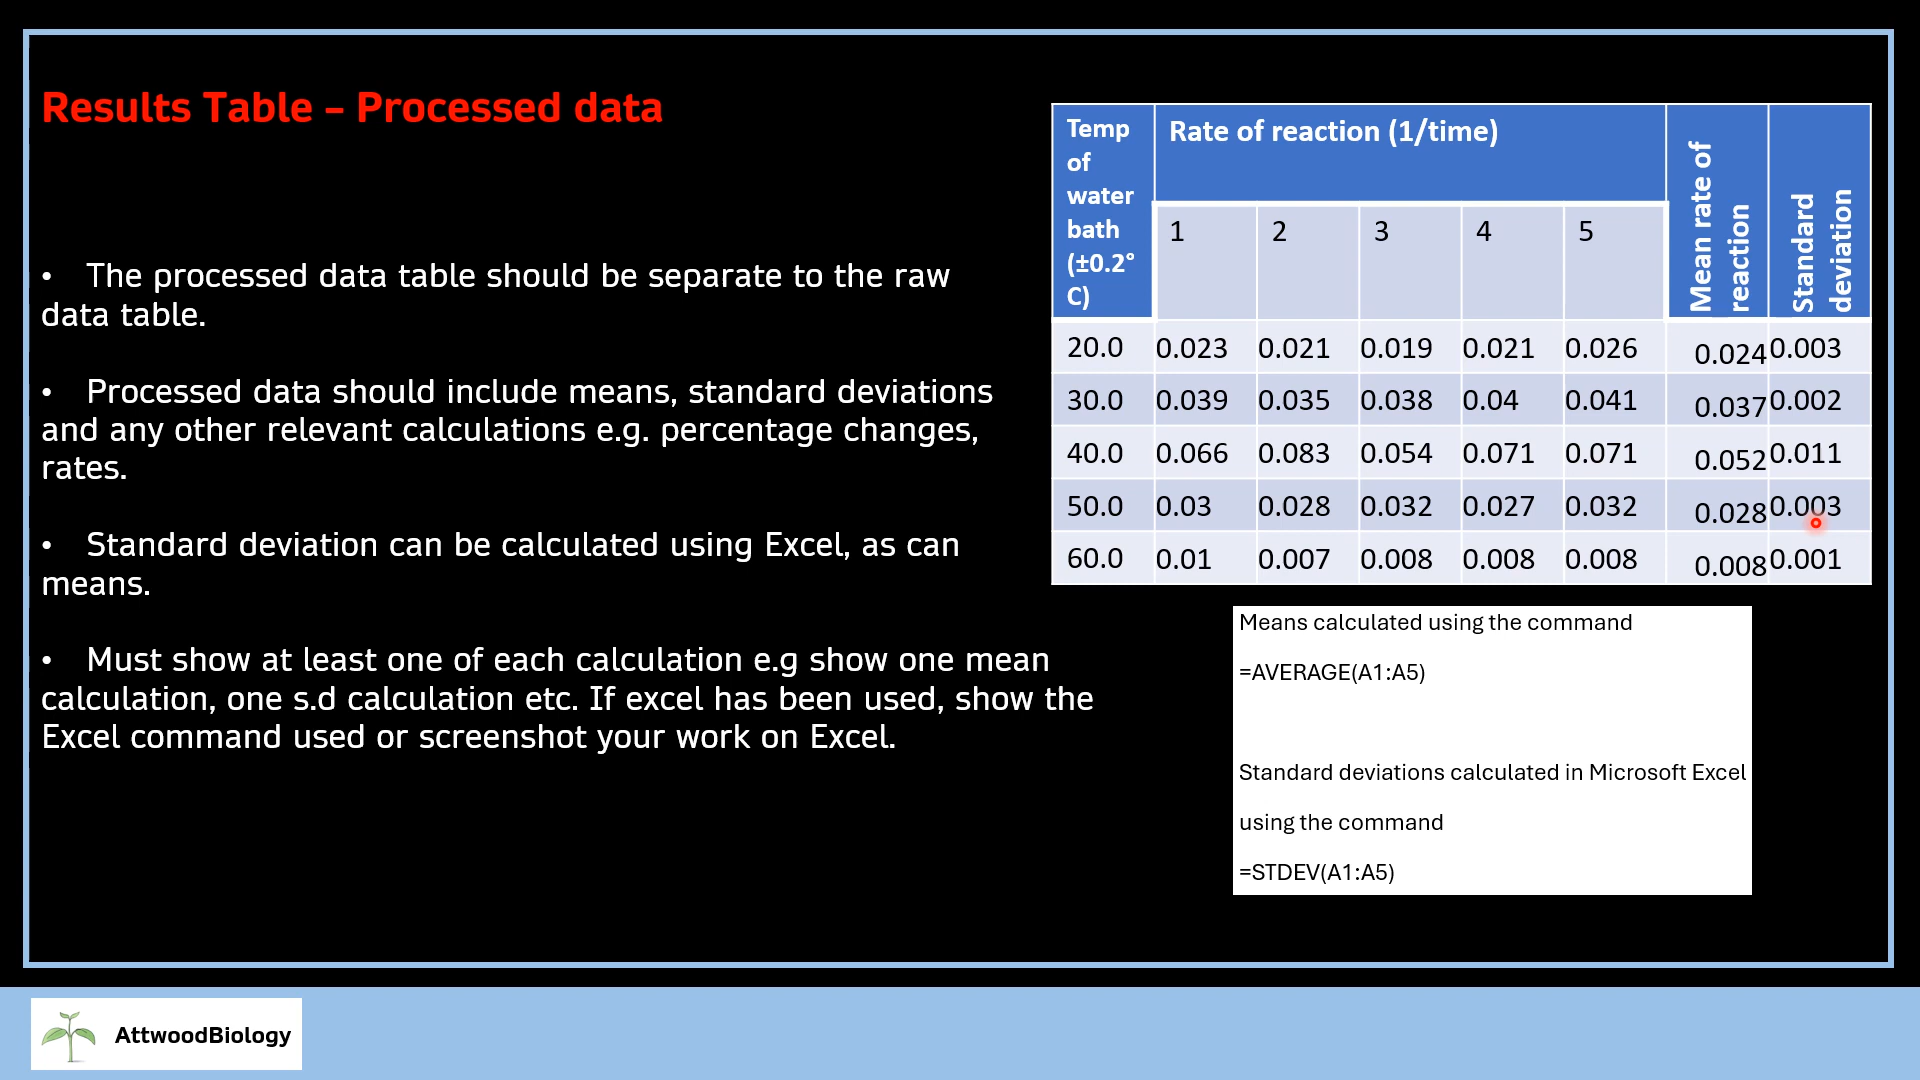 Results Table – Processed data
• The processed data table should be separate to the raw
data table.
• Processed data should include means, standard deviations
and any other relevant calculations e.g. percentage changes,
rates.
• Standard deviation can be calculated using Excel, as can
means.
• Must show at least one of each calculation e.g show one mean
calculation, one s.d calculation etc. If excel has been used, show the
Excel command used or screenshot your work on Excel.
Temp
of
water
bath
(±0.2°
C)
Rate of reaction (1/time)
Mean rate of
reaction
Standard
deviation
1 2 3 4 5
20.0 0.023 0.021 0.019 0.021 0.026 0.024 0.003
30.0 0.039 0.035 0.038 0.04 0.041 0.037 0.002
40.0 0.066 0.083 0.054 0.071 0.071 0.052 0.011
50.0 0.03 0.028 0.032 0.027 0.032 0.028 0.003
60.0 0.01 0.007 0.008 0.008 0.008 0.008 0.001
Means calculated using the command
=AVERAGE(A1:A5)
Standard deviations calculated in Microsoft Excel
using the command
=STDEV(A1:A5)
AttwoodBiology